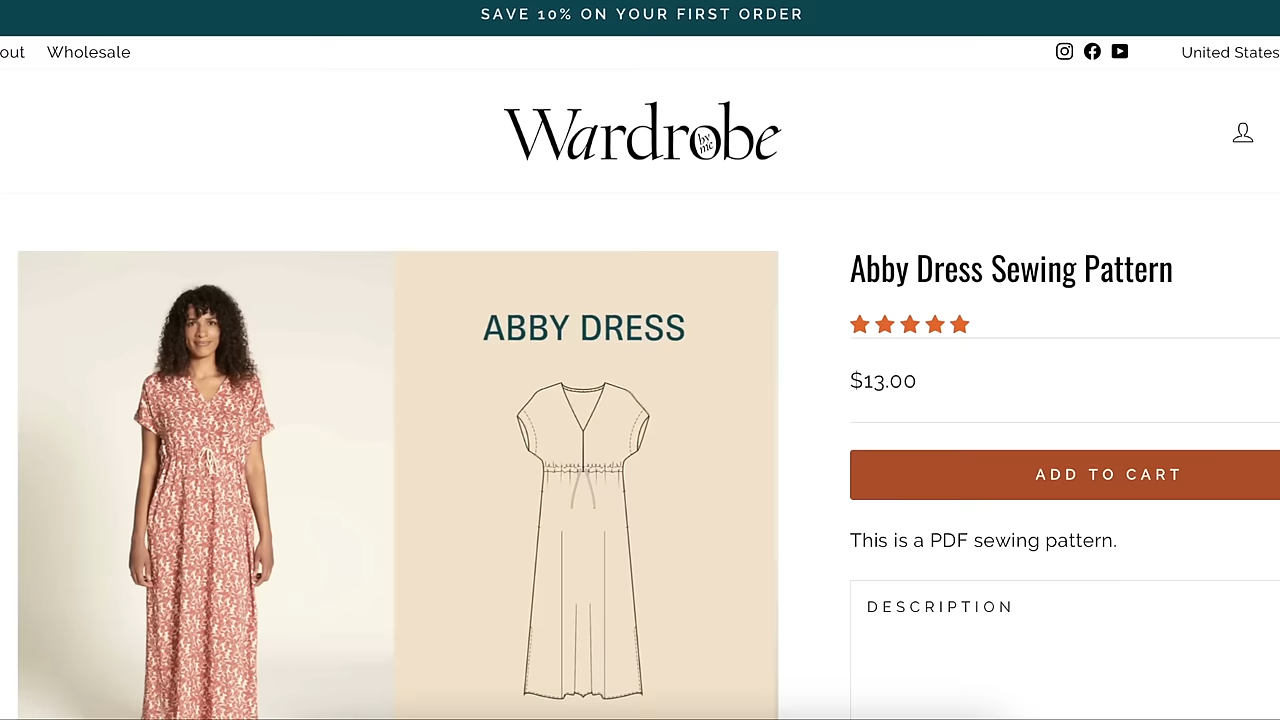 SAVE 10% ON YOUR FIRST ORDER
out Wholesale United States
Wardrobe by me
Abby Dress Sewing Pattern
ABBY DRESS
$13.00
ADD TO CART
This is a PDF sewing pattern.
DESCRIPTION